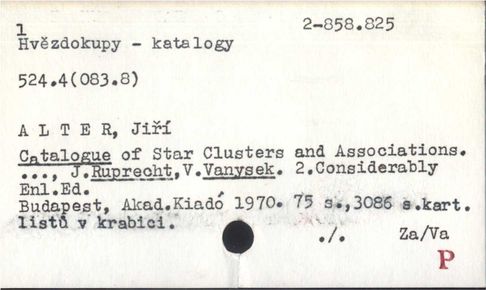 1 2-858.825
Hvězdokupy - katalogy
524.4(083.8)
A L T E R, Jiří
Catalogue of Star Clusters and Associations.
..., J.Ruprecht,V.Vanysek. 2.Considerably
Enl.Ed.
Budapest, Akad.Kiadó 1970. 75 s.,3086 s.kart.
listů v krabici.
./. Za/Va
P